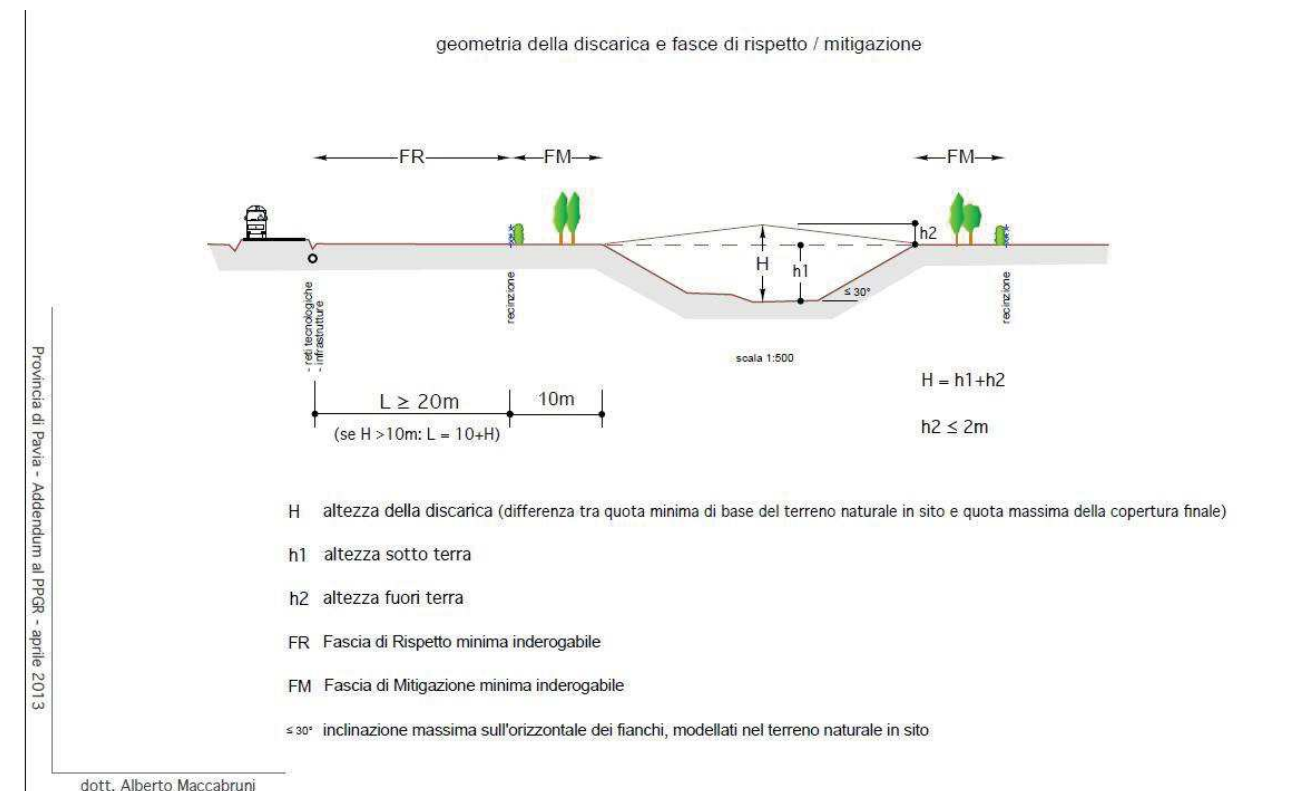 geometria della discarica e fasce di rispetto / mitigazione
FR
FM
FM
h2
H
h1
≤ 30°
- reti tecnologiche
- infrastrutture
recinzione
recinzione
scala 1:500
L ≥ 20m
10m
(se H >10m: L = 10+H)
H = h1+h2
h2 ≤ 2m
H altezza della discarica (differenza tra quota minima di base del terreno naturale in sito e quota massima della copertura finale)
h1 altezza sotto terra
h2 altezza fuori terra
FR Fascia di Rispetto minima inderogabile
FM Fascia di Mitigazione minima inderogabile
≤ 30° inclinazione massima sull'orizzontale dei fianchi, modellati nel terreno naturale in sito
Provincia di Pavia - Addendum al PPGR - aprile 2013
dott. Alberto Maccabruni